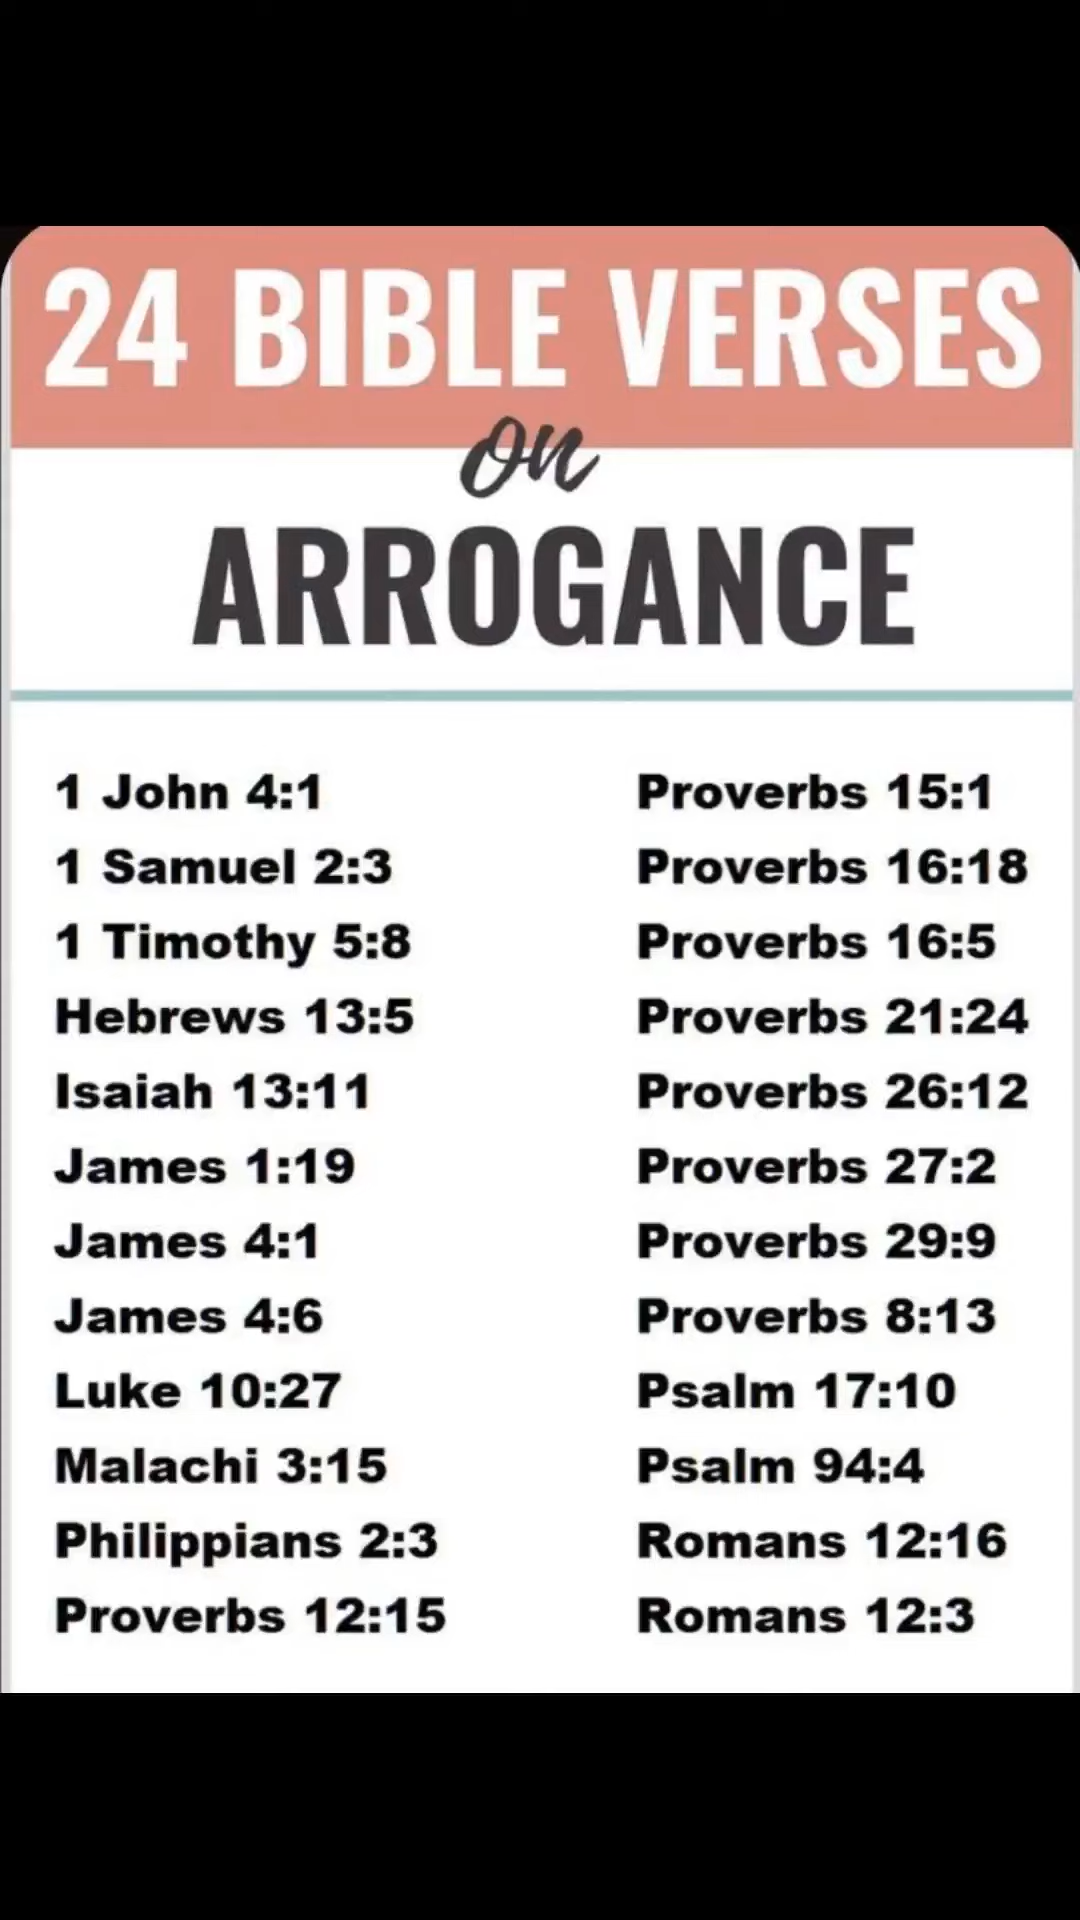 24 BIBLE VERSES
on
ARROGANCE
1 John 4:1
1 Samuel 2:3
1 Timothy 5:8
Hebrews 13:5
Isaiah 13:11
James 1:19
James 4:1
James 4:6
Luke 10:27
Malachi 3:15
Philippians 2:3
Proverbs 12:15
Proverbs 15:1
Proverbs 16:18
Proverbs 16:5
Proverbs 21:24
Proverbs 26:12
Proverbs 27:2
Proverbs 29:9
Proverbs 8:13
Psalm 17:10
Psalm 94:4
Romans 12:16
Romans 12:3